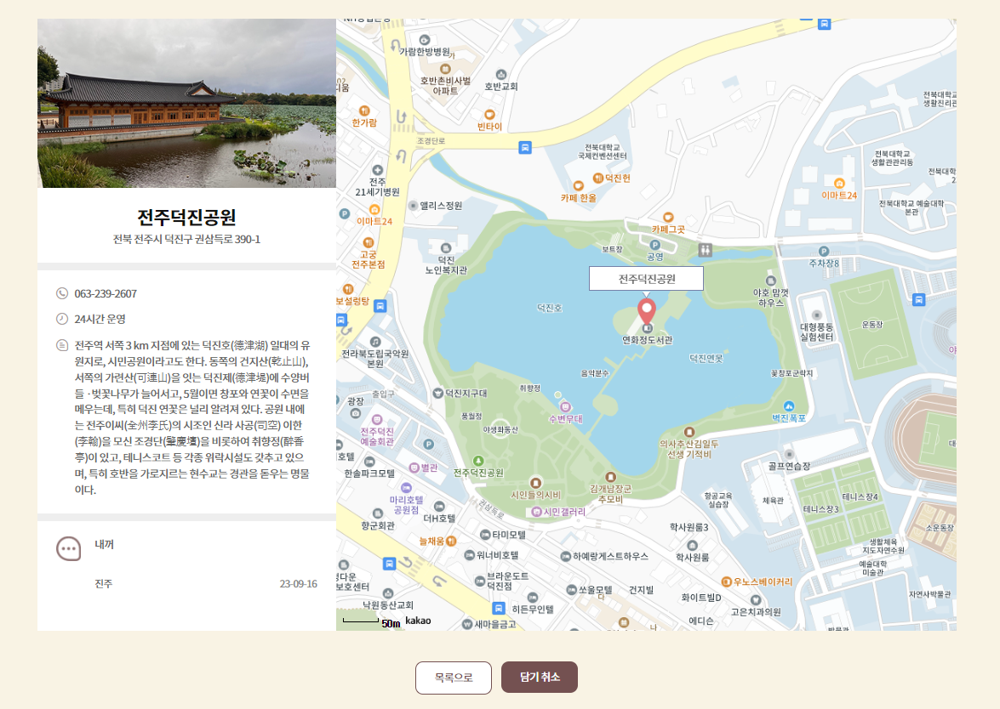 전주덕진공원
전북 전주시 덕진구 권삼득로 390-1
063-239-2607
24시간 운영
전주역 서쪽 3 km 지점에 있는 덕진호(德津湖) 일대의 유
원지로, 시민공원이라고도 한다. 동쪽의 건지산(乾止山),
서쪽의 가련산(可連山)을 잇는 덕진제(德津堤)에 수양버
들 · 벚꽃나무가 늘어서고, 5월이면 창포와 연꽃이 수면을
메우는데, 특히 덕진 연꽃은 널리 알려져 있다. 공원 내에
는 전주이씨(全州李氏)의 시조인 신라 사공(司空) 이한
(李翰)을 모신 조경단(肇慶壇)을 비롯하여 취향정(醉香
亭)이 있고, 테니스코트 등 각종 위락시설도 갖추고 있으
며, 특히 호반을 가로지르는 현수교는 경관을 돋우는 명물
이다.
내꺼
진주
23-09-16
가람한방병원
호반촌비사벌
아파트
호반교회
한가람
빈타이
조경단로
전주
21세기병원
앨리스정원
이마트24
고궁
전주본점
덕진
노인복지관
보설렁탕
전라북도립국악원
본원
전북대학교
국제컨벤션센터
덕진헌
카페 한올
카페그곳
보트장
공영
전주덕진공원
연화정도서관
덕진호
덕진연못
음악분수
취향정
덕진지구대
풍월정
야생화동산
수변무대
전주덕진공원
시인들의시비
김개남장군
추모비
시민갤러리
의사추산김일두
선생 기적비
벽진폭포
꽃창포군락지
야호 맘껏
하우스
주차장8
대형풍동
실험센터
운동장
전북대학교
생활진리관
전북대학교
생활관관리동
이마트24
전북대학교 예술대학
본관
골프연습장
항공교육
실습장
체육관
테니스장3
테니스장4
소운동장
생활체육
지도자연수원
예술대학
미술관
자연사박물관
출입구
광장
전주덕진
예술회관
호텔
한솔파크모텔
별관
마리호텔
공원점
더H호텔
향군회관
늘채움
권삼득로
타미모텔
워너비호텔
브라운도트
덕진점
히든무인텔
새마을금고
낙원동산교회
보호센터
하예랑게스트하우스
쏘울모텔
건지빌
학사원룸3
학사원룸
우노스베이커리
화이트빌D
고은치과의원
에디슨
50m
kakao
목록으로
담기 취소